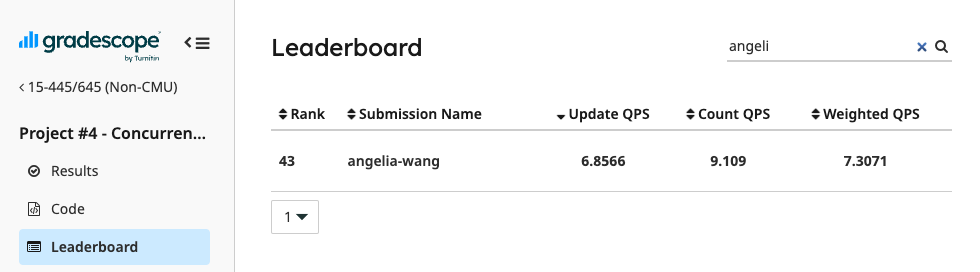 gradescope
by Turnitin
15-445/645 (Non-CMU)
Project #4 - Concurren...
Results
Code
Leaderboard
Leaderboard
angeli
Rank Submission Name Update QPS Count QPS Weighted QPS
43 angelia-wang 6.8566 9.109 7.3071
1